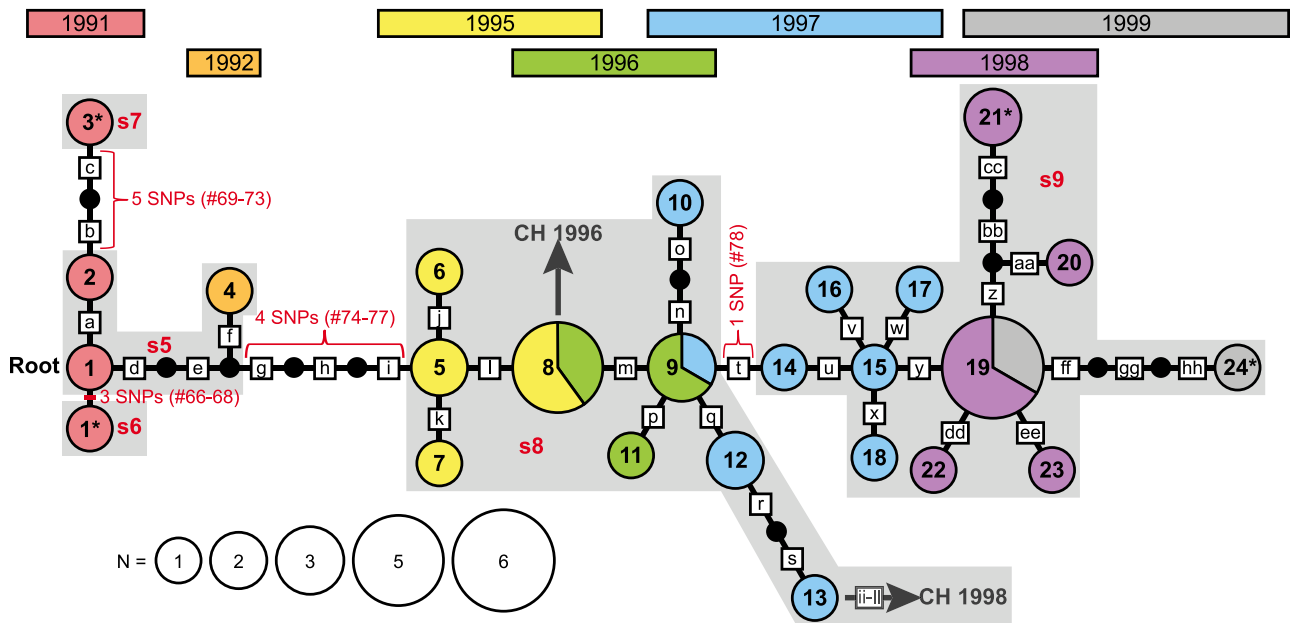 1991
1995
1997
1999
1992
1996
1998
3*
s7
21*
c
cc
s9
5 SNPs (#69-73)
10
b
CH 1996
bb
o
1 SNP (#78)
2
6
aa
20
4
16
17
z
a
4 SNPs (#74-77)
j
n
f
v
w
s5
Root
1
d
e
g
h
i
5
l
8
m
9
t
14
u
15
y
19
ff
gg
hh
24*
3 SNPs (#66-68)
k
p
q
x
dd
ee
1*
s6
s8
7
11
12
18
22
23
r
N =
1
2
3
5
6
s
13
ii-ll
CH 1998